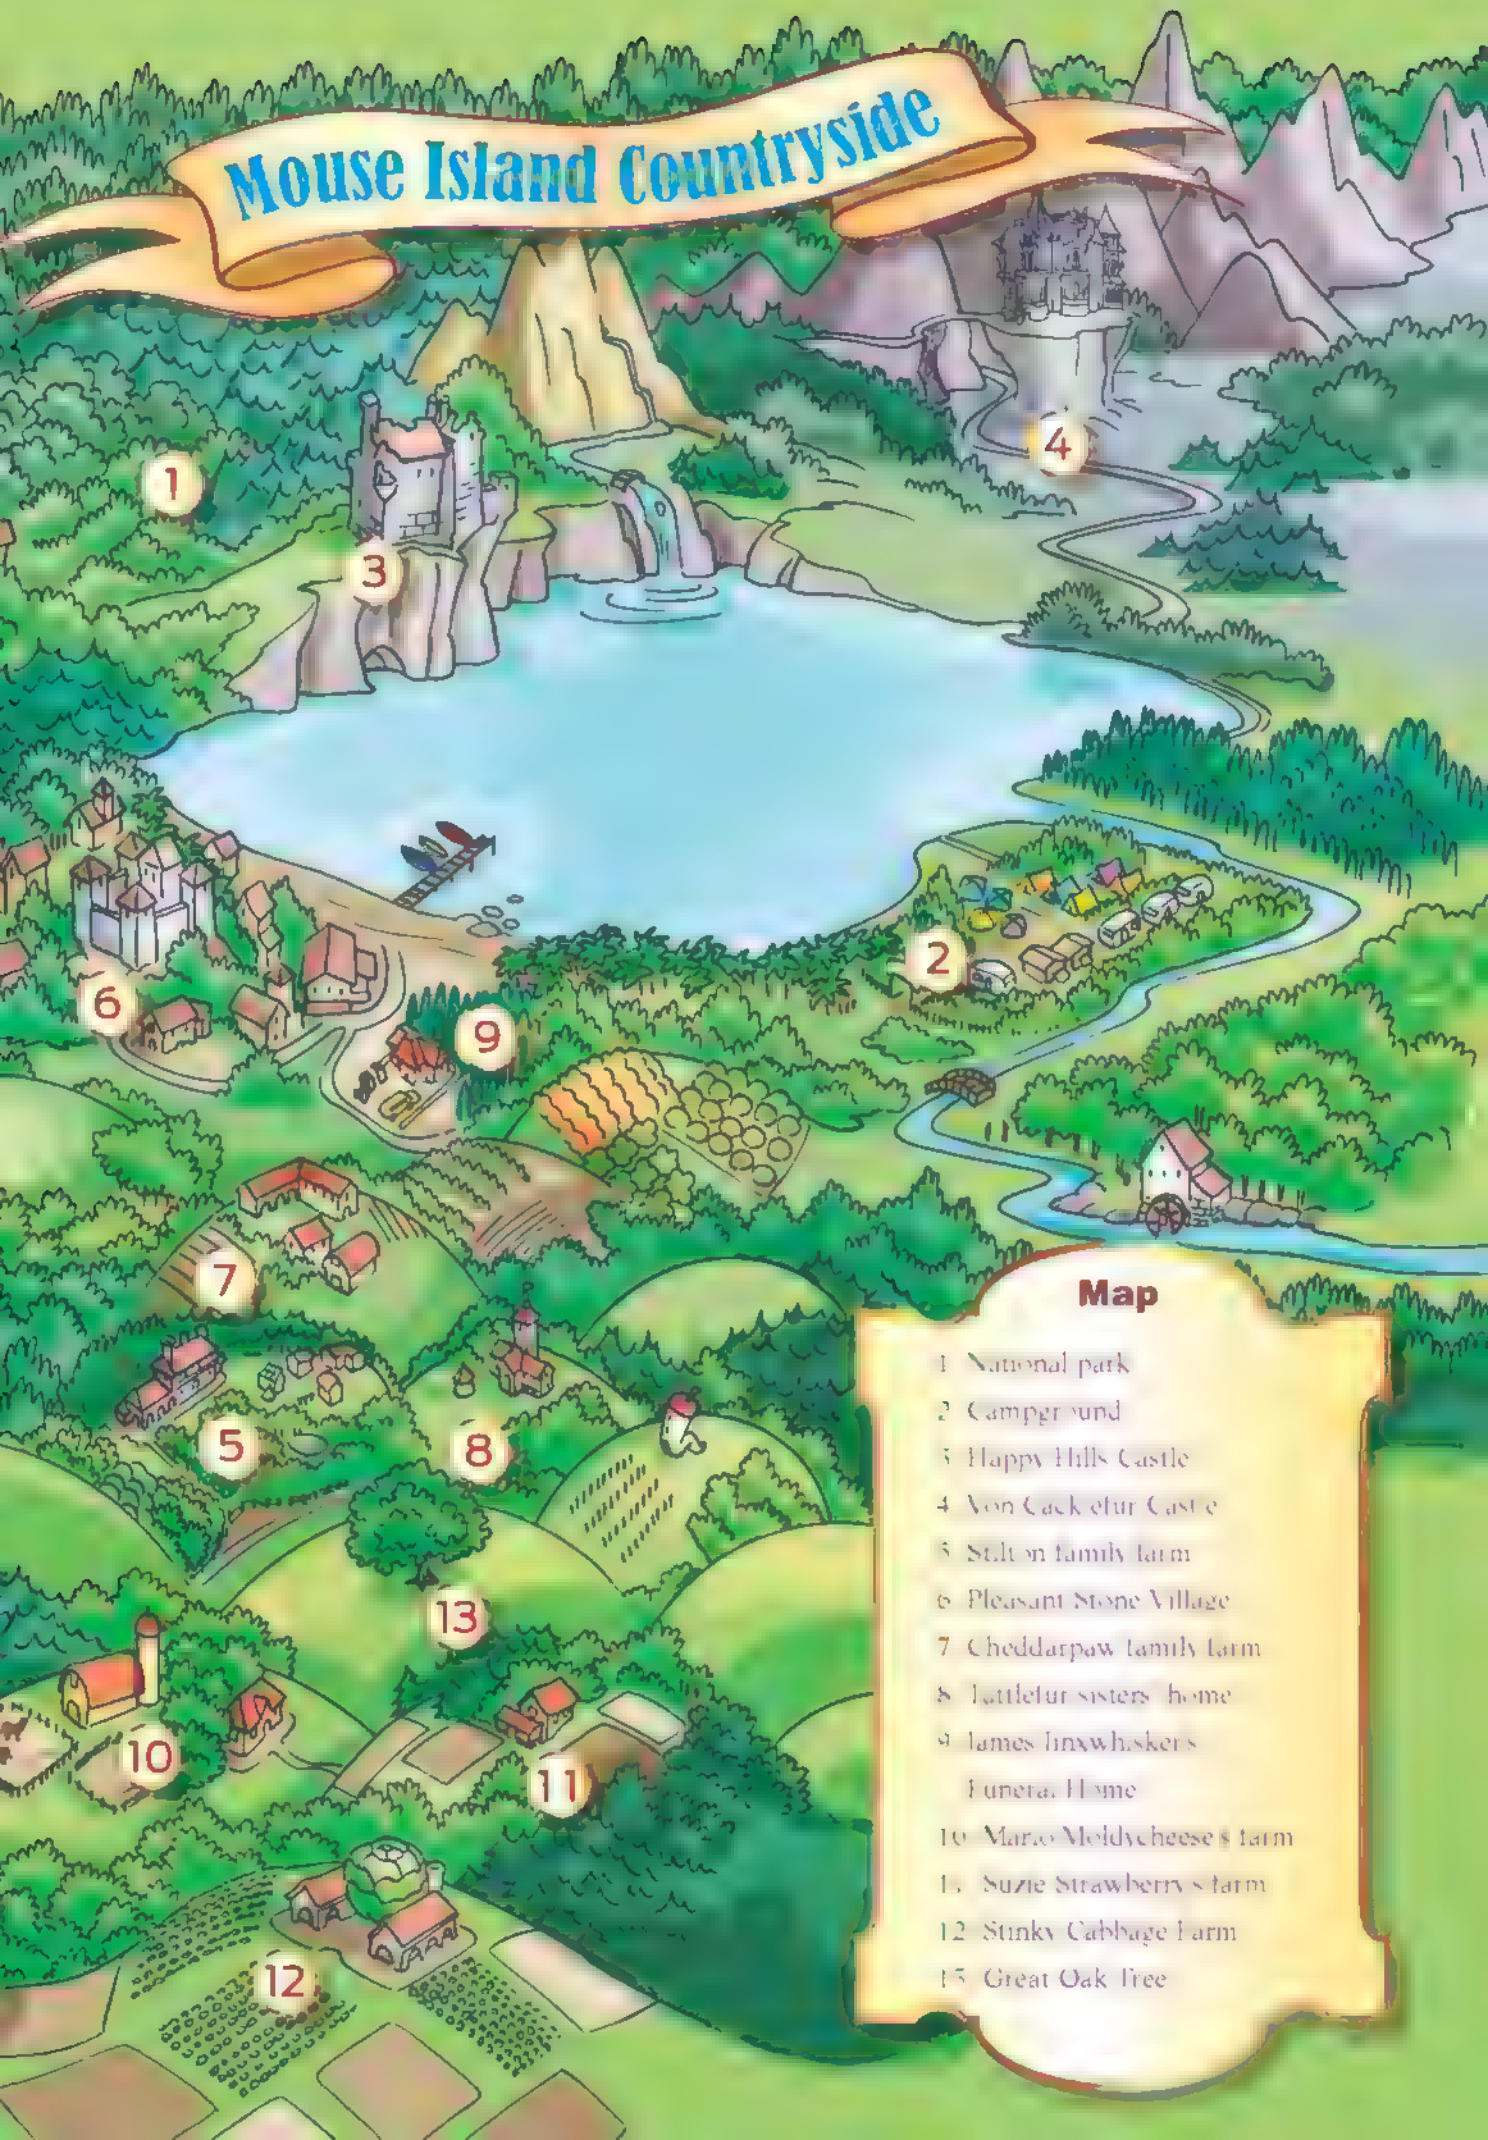 Mouse Island Countryside
1
4
3
2
6
9
7
5
8
13
10
11
12
Map
1 National park
2 Campground
3 Happy Hills Castle
4 Von Cacklefur Castle
5 Stilton family farm
6 Pleasant Stone Village
7 Cheddarpaw family farm
8 Tattlefur sisters' home
9 James Jinxwhisker's
Funeral Home
10 Mario Moldycheese's farm
11 Suzie Strawberry's farm
12 Stinky Cabbage Farm
13 Great Oak Tree